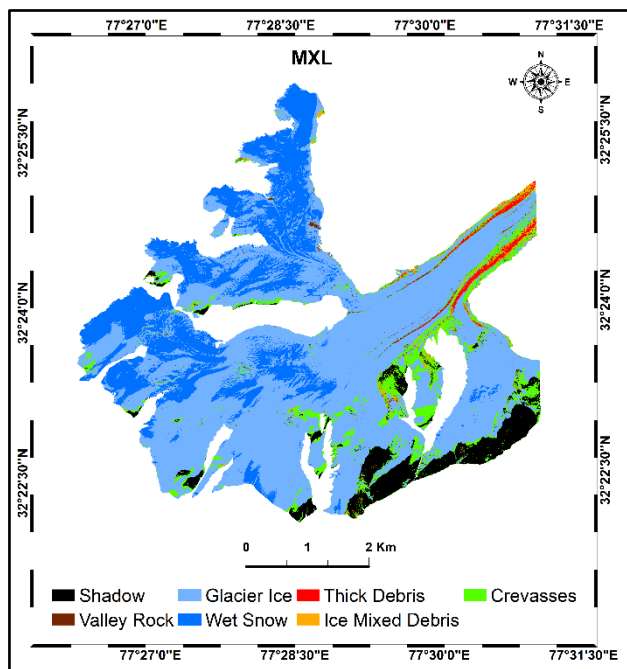 77°27'0"E 77°28'30"E 77°30'0"E 77°31'30"E
MXL
N
W E
S
32°25'30"N 32°25'30"N
32°24'0"N 32°24'0"N
32°22'30"N 32°22'30"N
0 1 2 Km
Shadow Glacier Ice Thick Debris Crevasses
Valley Rock Wet Snow Ice Mixed Debris
77°27'0"E 77°28'30"E 77°30'0"E 77°31'30"E